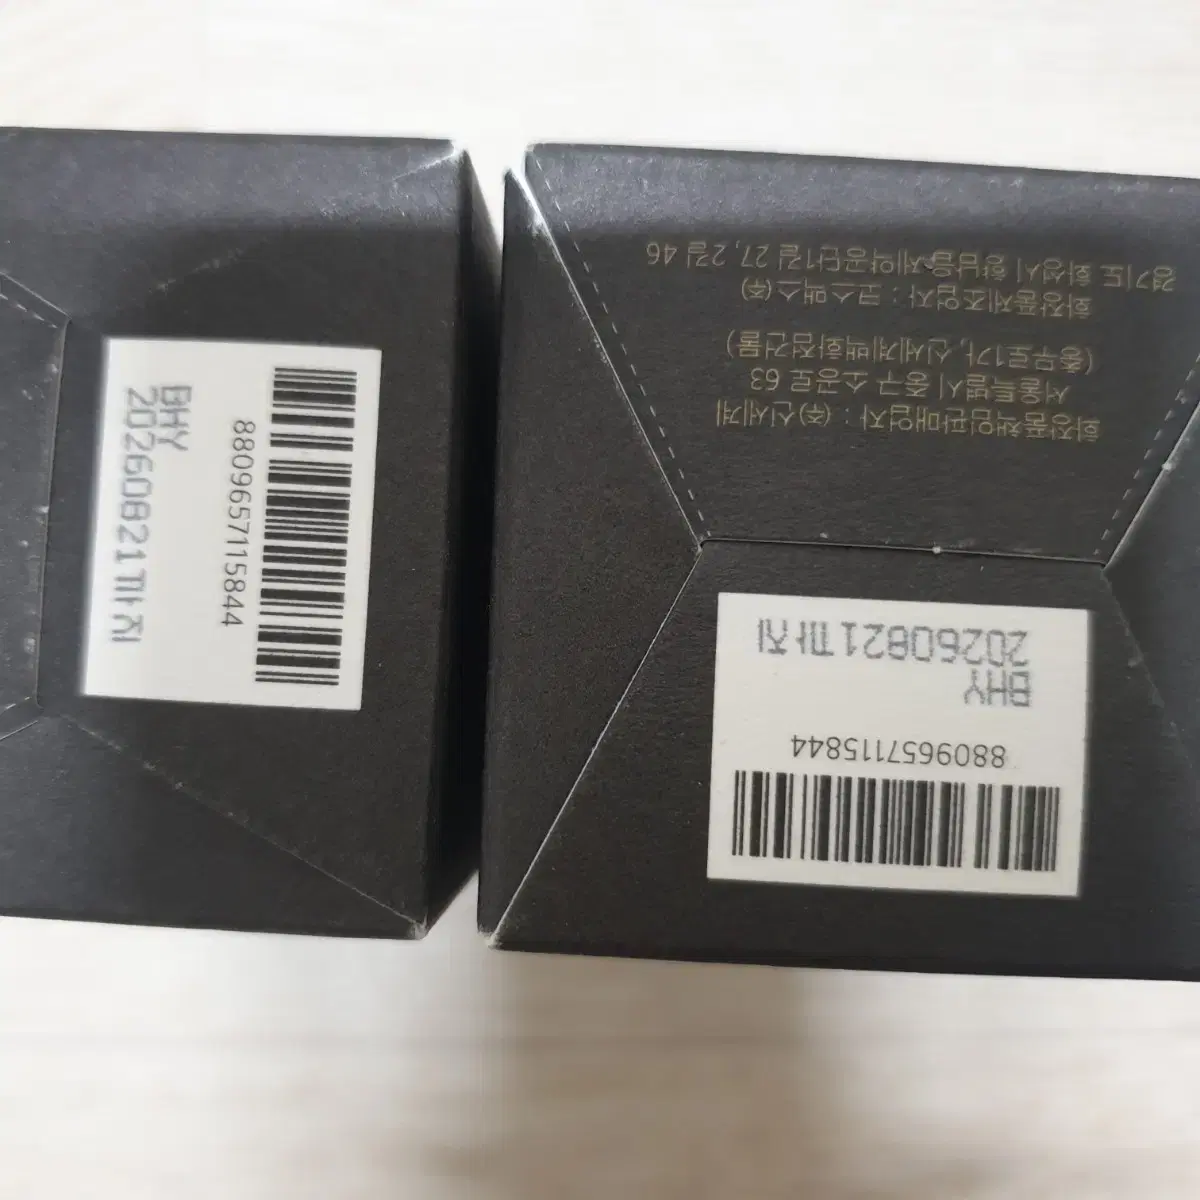 BHY
20260821까지
8809657115844
화장품책임판매업자 : (주)신세계
서울특별시 중구 소공로 63
(충무로1가, 신세계백화점건물)
화장품제조업자 : 코스맥스(주)
경기도 화성시 향남읍 제약공단1길 27, 2길 46
8809657115844
BHY
20260821까지